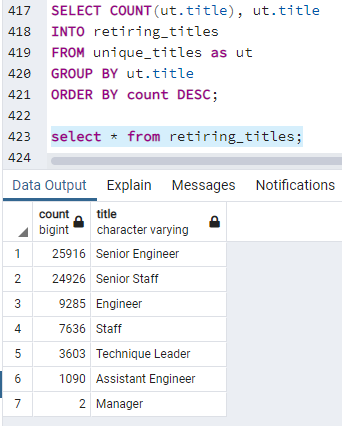 417 SELECT COUNT(ut.title), ut.title
418 INTO retiring_titles
419 FROM unique_titles as ut
420 GROUP BY ut.title
421 ORDER BY count DESC;
422
423 select * from retiring_titles;
424
Data Output Explain Messages Notifications
count title
bigint character varying
1 25916 Senior Engineer
2 24926 Senior Staff
3 9285 Engineer
4 7636 Staff
5 3603 Technique Leader
6 1090 Assistant Engineer
7 2 Manager